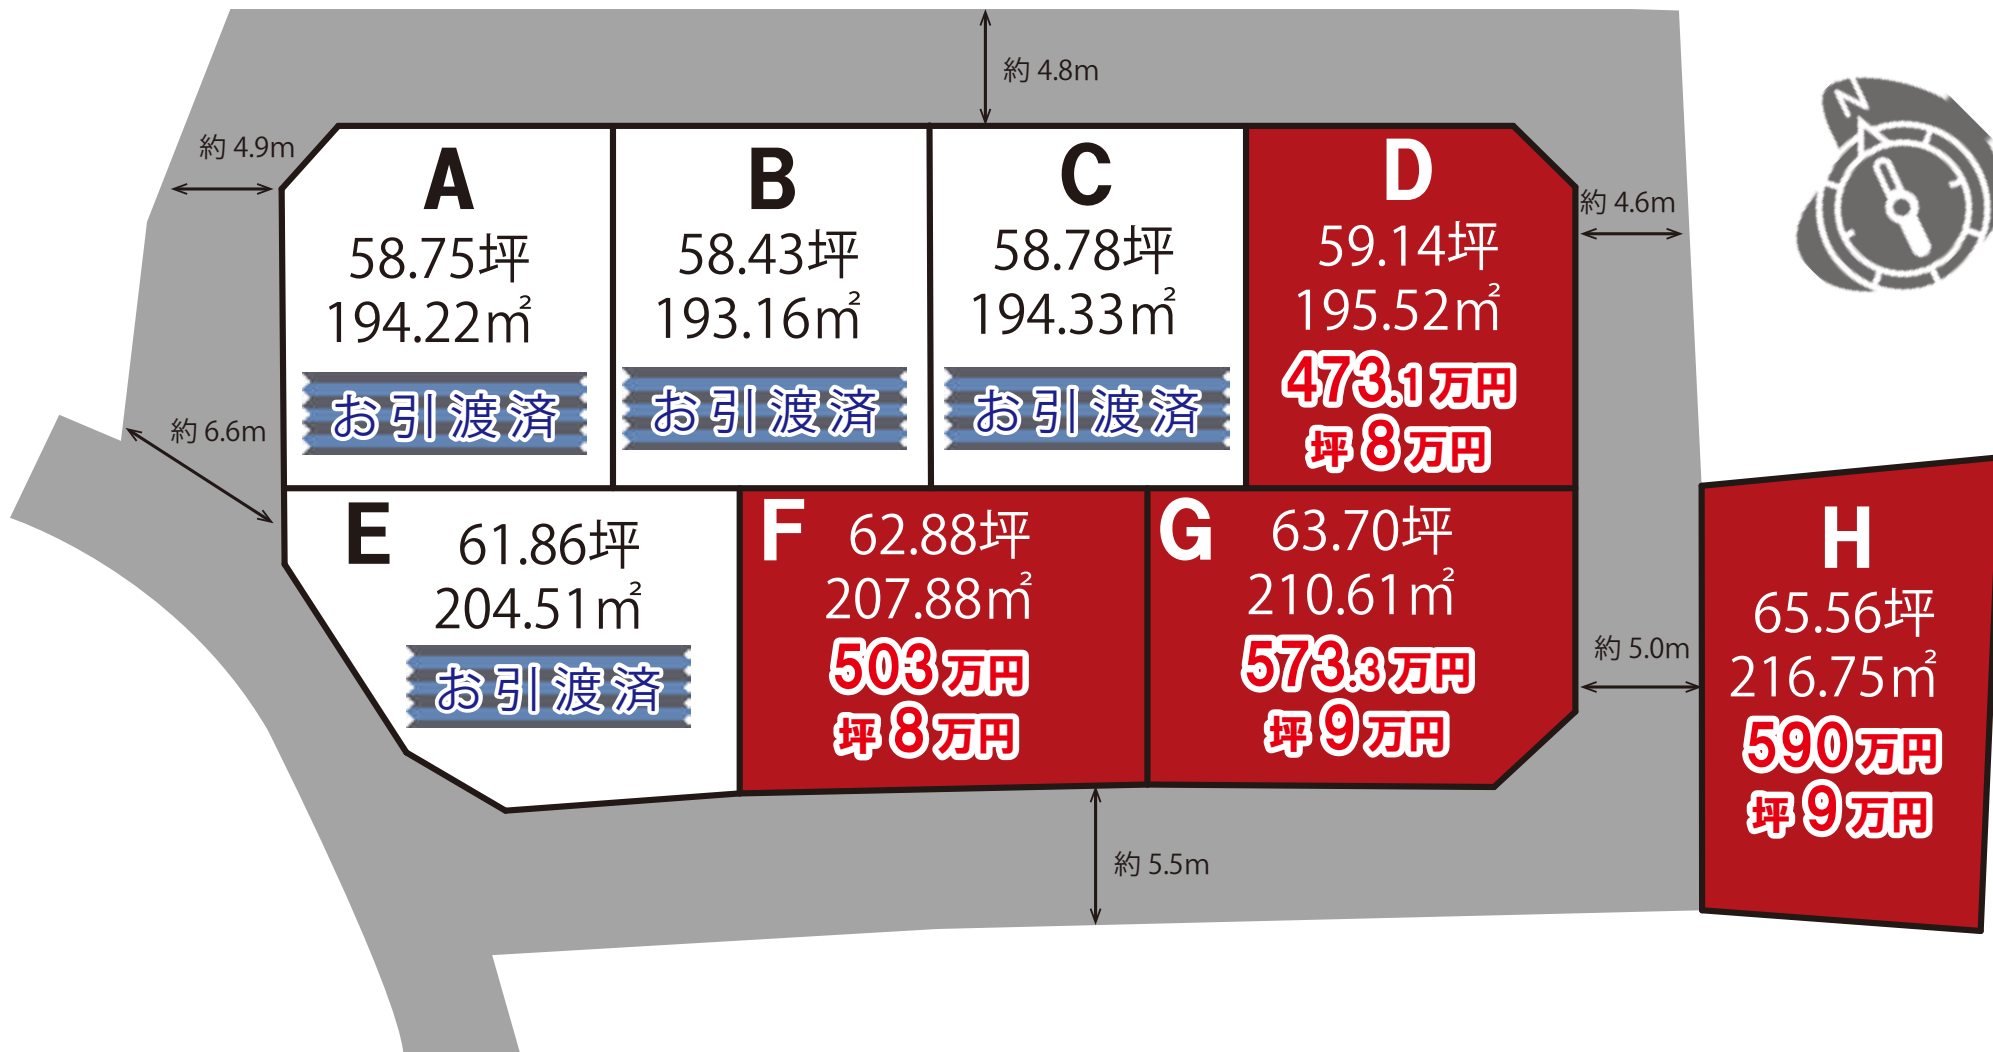 約 4.8m
N
約 4.9m
A
58.75坪
194.22㎡
お引渡済
B
58.43坪
193.16㎡
お引渡済
C
58.78坪
194.33㎡
お引渡済
D
59.14坪
195.52㎡
473.1万円
坪8万円
約 4.6m
約 6.6m
E
61.86坪
204.51㎡
お引渡済
F
62.88坪
207.88㎡
503万円
坪8万円
G
63.70坪
210.61㎡
573.3万円
坪9万円
約 5.0m
H
65.56坪
216.75㎡
590万円
坪9万円
約 5.5m